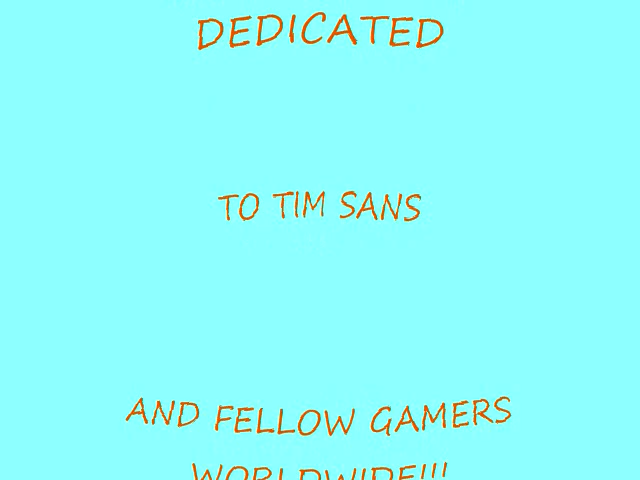 DEDICATED
TO TIM SANS
AND FELLOW GAMERS
WORLDWIDE!!!